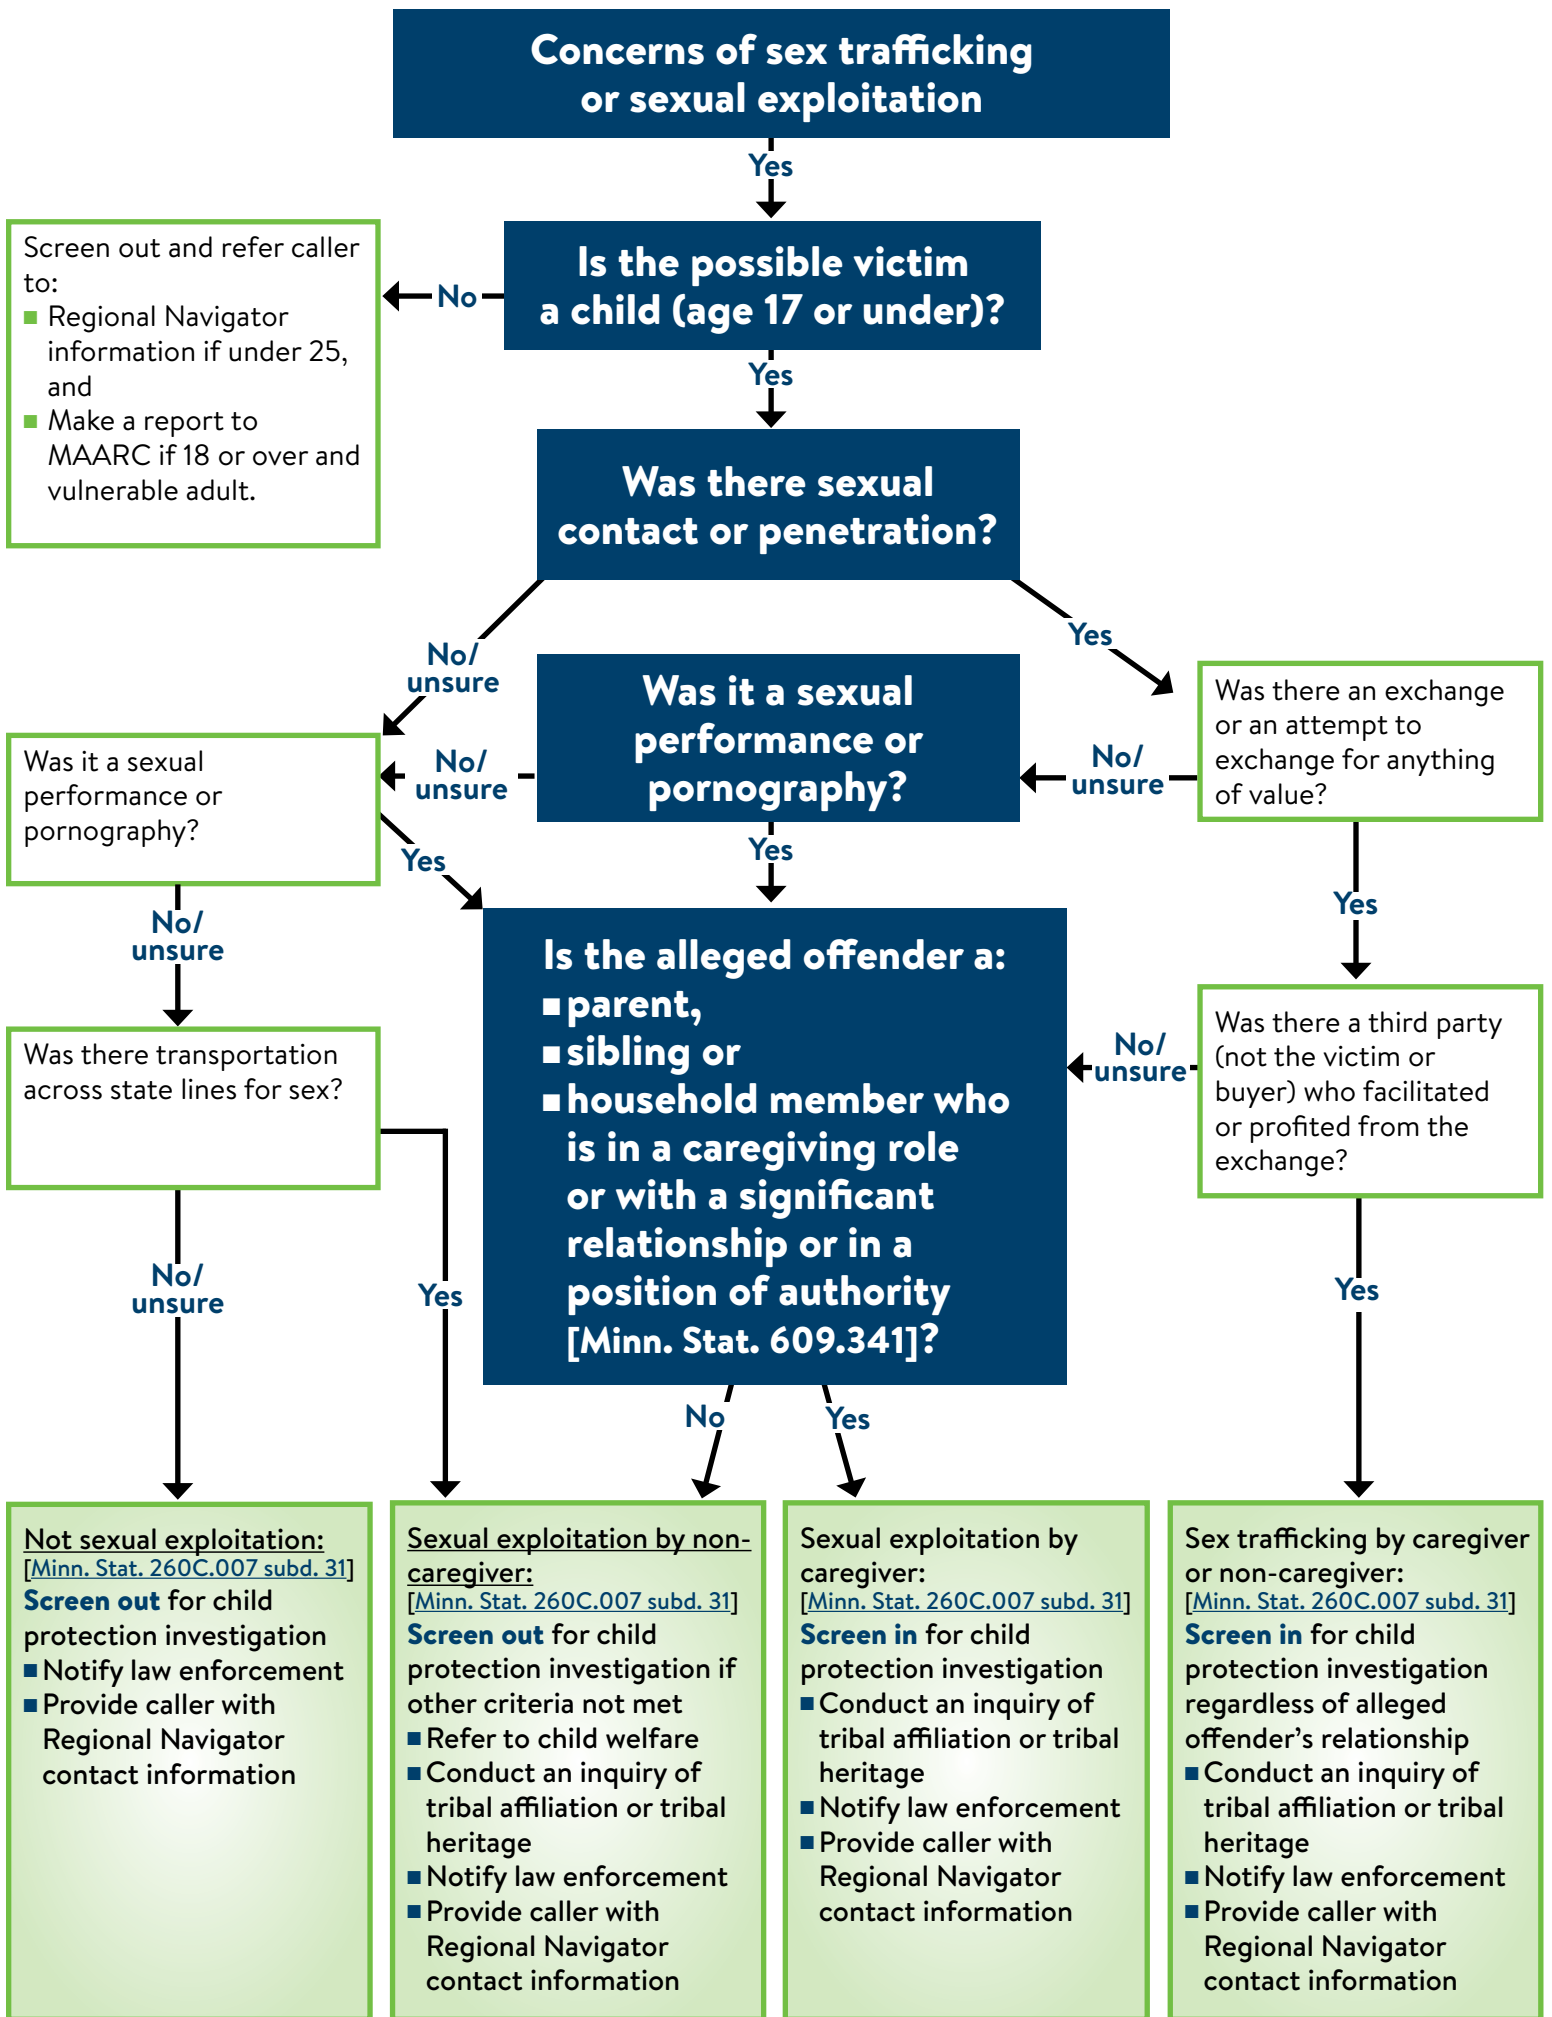 Concerns of sex trafficking
or sexual exploitation
Yes
Is the possible victim
a child (age 17 or under)?
No
Screen out and refer caller
to:
■ Regional Navigator
information if under 25,
and
■ Make a report to
MAARC if 18 or over and
vulnerable adult.
Yes
Was there sexual
contact or penetration?
No/
unsure
Yes
Was it a sexual
performance or
pornography?
No/
unsure
Was it a sexual
performance or
pornography?
No/
unsure
Was there an exchange
or an attempt to
exchange for anything
of value?
Yes
Yes
Yes
No/
unsure
Was there transportation
across state lines for sex?
Is the alleged offender a:
■ parent,
■ sibling or
■ household member who
is in a caregiving role
or with a significant
relationship or in a
position of authority
[Minn. Stat. 609.341]?
No/
unsure
Was there a third party
(not the victim or
buyer) who facilitated
or profited from the
exchange?
No/
unsure
Yes
No
Yes
Yes
Not sexual exploitation:
[Minn. Stat. 260C.007 subd. 31]
Screen out for child
protection investigation
■ Notify law enforcement
■ Provide caller with
Regional Navigator
contact information
Sexual exploitation by non-
caregiver:
[Minn. Stat. 260C.007 subd. 31]
Screen out for child
protection investigation if
other criteria not met
■ Refer to child welfare
■ Conduct an inquiry of
tribal affiliation or tribal
heritage
■ Notify law enforcement
■ Provide caller with
Regional Navigator
contact information
Sexual exploitation by
caregiver:
[Minn. Stat. 260C.007 subd. 31]
Screen in for child
protection investigation
■ Conduct an inquiry of
tribal affiliation or tribal
heritage
■ Notify law enforcement
■ Provide caller with
Regional Navigator
contact information
Sex trafficking by caregiver
or non-caregiver:
[Minn. Stat. 260C.007 subd. 31]
Screen in for child
protection investigation
regardless of alleged
offender’s relationship
■ Conduct an inquiry of
tribal affiliation or tribal
heritage
■ Notify law enforcement
■ Provide caller with
Regional Navigator
contact information